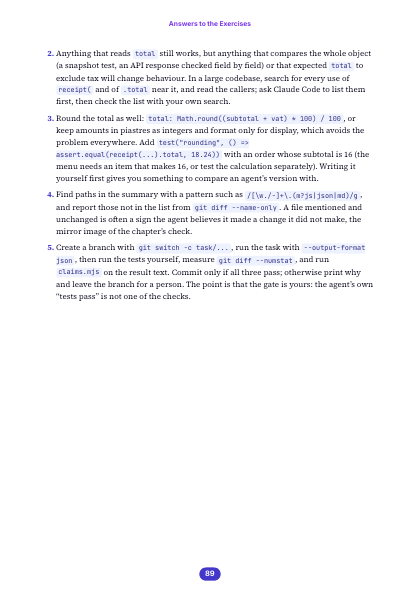 Answers to the Exercises
2. Anything that reads total still works, but anything that compares the whole object
(a snapshot test, an API response checked field by field) or that expected total to
exclude tax will change behaviour. In a large codebase, search for every use of
receipt( and of .total near it, and read the callers; ask Claude Code to list them
first, then check the list with your own search.
3. Round the total as well: total: Math.round((subtotal + vat) * 100) / 100, or
keep amounts in piastres as integers and format only for display, which avoids the
problem everywhere. Add test("rounding", () =>
assert.equal(receipt(...).total, 18.24)) with an order whose subtotal is 16 (the
menu needs an item that makes 16, or test the calculation separately). Writing it
yourself first gives you something to compare an agent's version with.
4. Find paths in the summary with a pattern such as /[\w./-]+\.(m?js|json|md)/g,
and report those not in the list from git diff --name-only. A file mentioned and
unchanged is often a sign the agent believes it made a change it did not make, the
mirror image of the chapter's check.
5. Create a branch with git switch -c task/..., run the task with --output-format
json, then run the tests yourself, measure git diff --numstat, and run
claims.mjs on the result text. Commit only if all three pass; otherwise print why
and leave the branch for a person. The point is that the gate is yours: the agent's own
"tests pass" is not one of the checks.
89